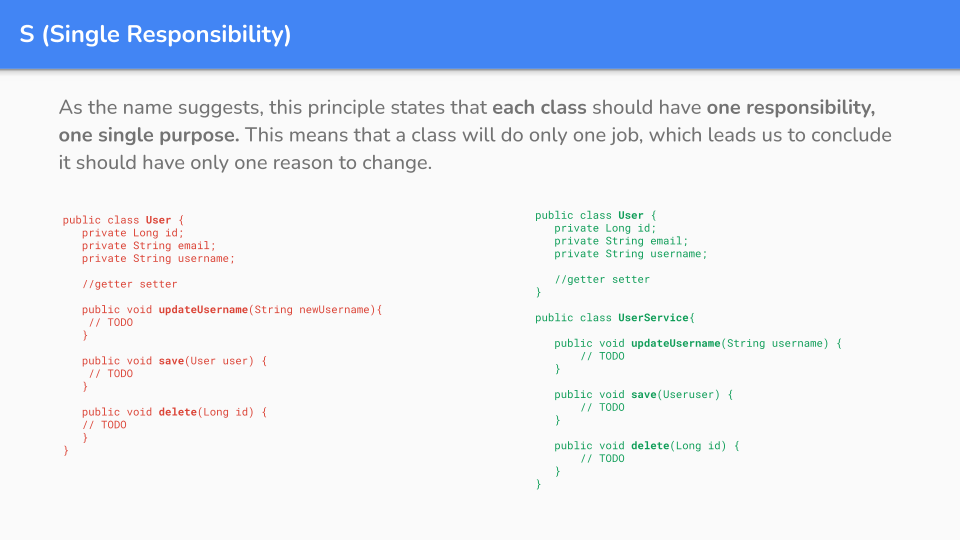 S (Single Responsibility)
As the name suggests, this principle states that each class should have one responsibility,
one single purpose. This means that a class will do only one job, which leads us to conclude
it should have only one reason to change.
public class User {
private Long id;
private String email;
private String username;
//getter setter
public void updateUsername(String newUsername){
// TODO
}
public void save(User user) {
// TODO
}
public void delete(Long id) {
// TODO
}
}
public class User {
private Long id;
private String email;
private String username;
//getter setter
}
public class UserService{
public void updateUsername(String username) {
// TODO
}
public void save(Useruser) {
// TODO
}
public void delete(Long id) {
// TODO
}
}